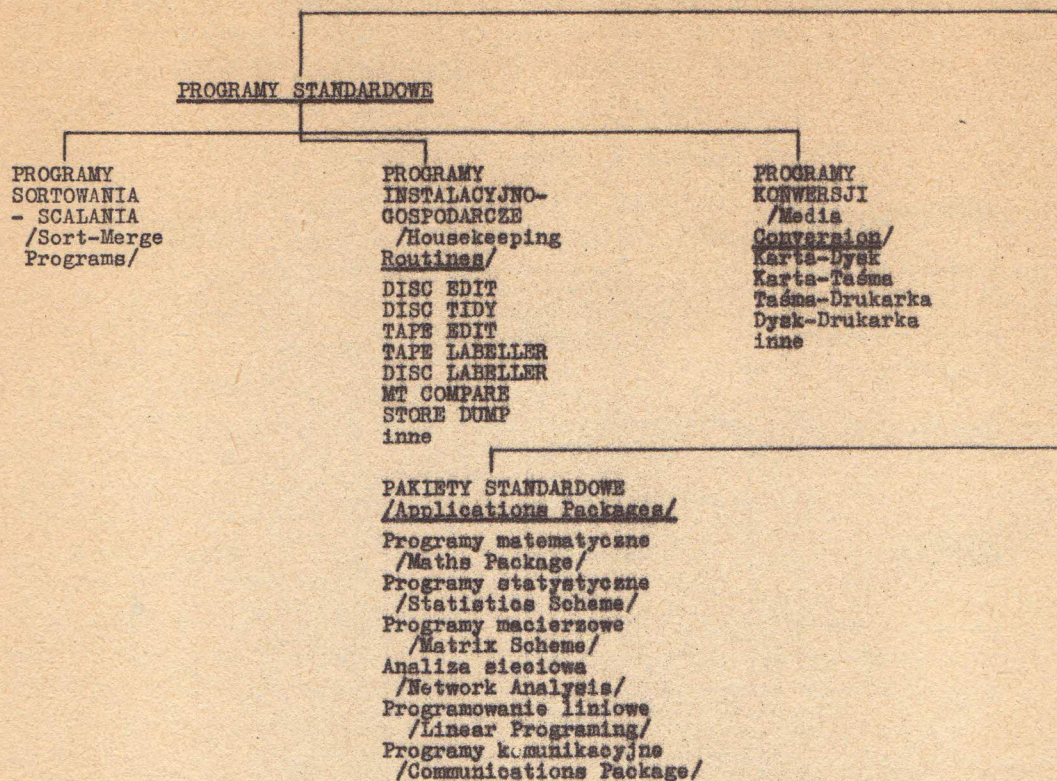 PROGRAMY STANDARDOWE
PROGRAMY
SORTOWANIA
- SCALANIA
/Sort-Merge
Programs/
PROGRAMY
INSTALACYJNO-
GOSPODARCZE
/Housekeeping
Routines/
DISC EDIT
DISC TIDY
TAPE EDIT
TAPE LABELLER
DISC LABELLER
MT COMPARE
STORE DUMP
inne
PROGRAMY
KONWERSJI
/Media
Conversion/
Karta-Dysk
Karta-Taśma
Taśma-Drukarka
Dysk-Drukarka
inne
PAKIETY STANDARDOWE
/Applications Packages/
Programy matematyczne
/Maths Package/
Programy statystyczne
/Statistics Scheme/
Programy macierzowe
/Matrix Scheme/
Analiza sieciowa
/Network Analysis/
Programowanie liniowe
/Linear Programing/
Programy komunikacyjne
/Communications Package/